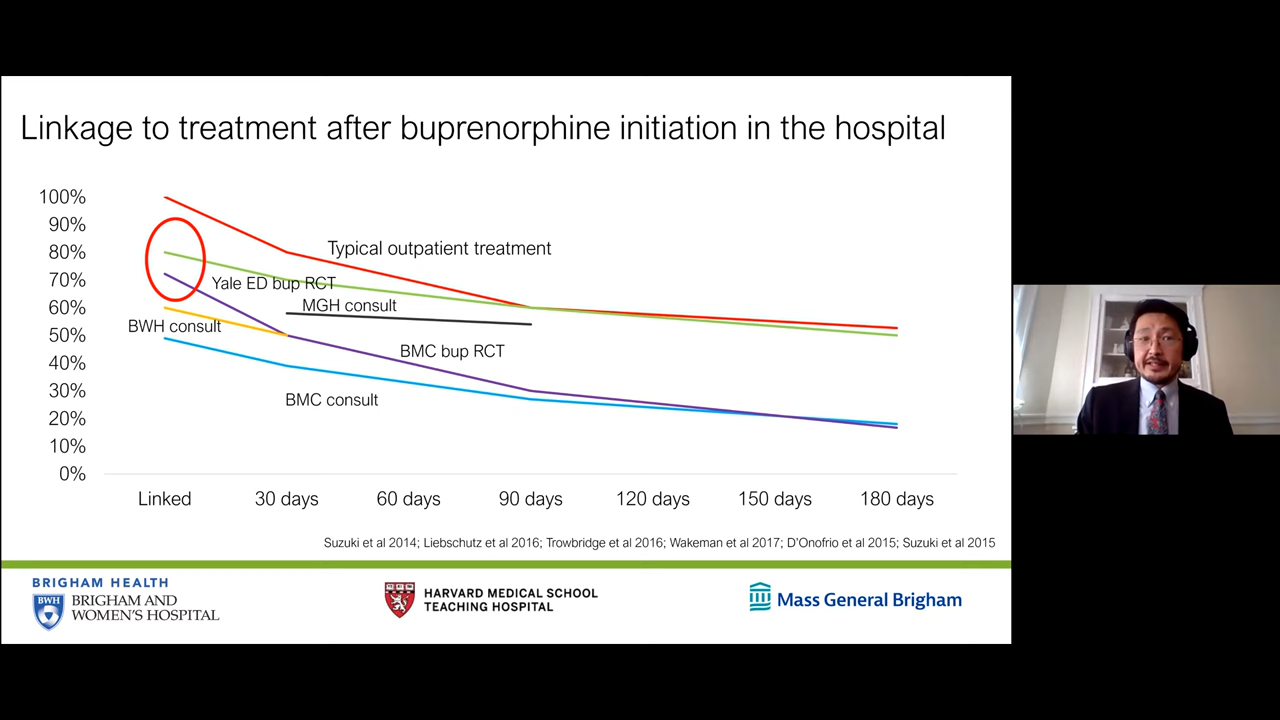 Linkage to treatment after buprenorphine initiation in the hospital
100%
90%
80%
70%
60%
50%
40%
30%
20%
10%
0%
Typical outpatient treatment
Yale ED bup RCT
MGH consult
BWH consult
BMC bup RCT
BMC consult
Linked
30 days
60 days
90 days
120 days
150 days
180 days
Suzuki et al 2014; Liebschutz et al 2016; Trowbridge et al 2016; Wakeman et al 2017; D'Onofrio et al 2015; Suzuki et al 2015
BRIGHAM HEALTH
BWH
BRIGHAM AND
WOMEN'S HOSPITAL
HARVARD MEDICAL SCHOOL
TEACHING HOSPITAL
Mass General Brigham